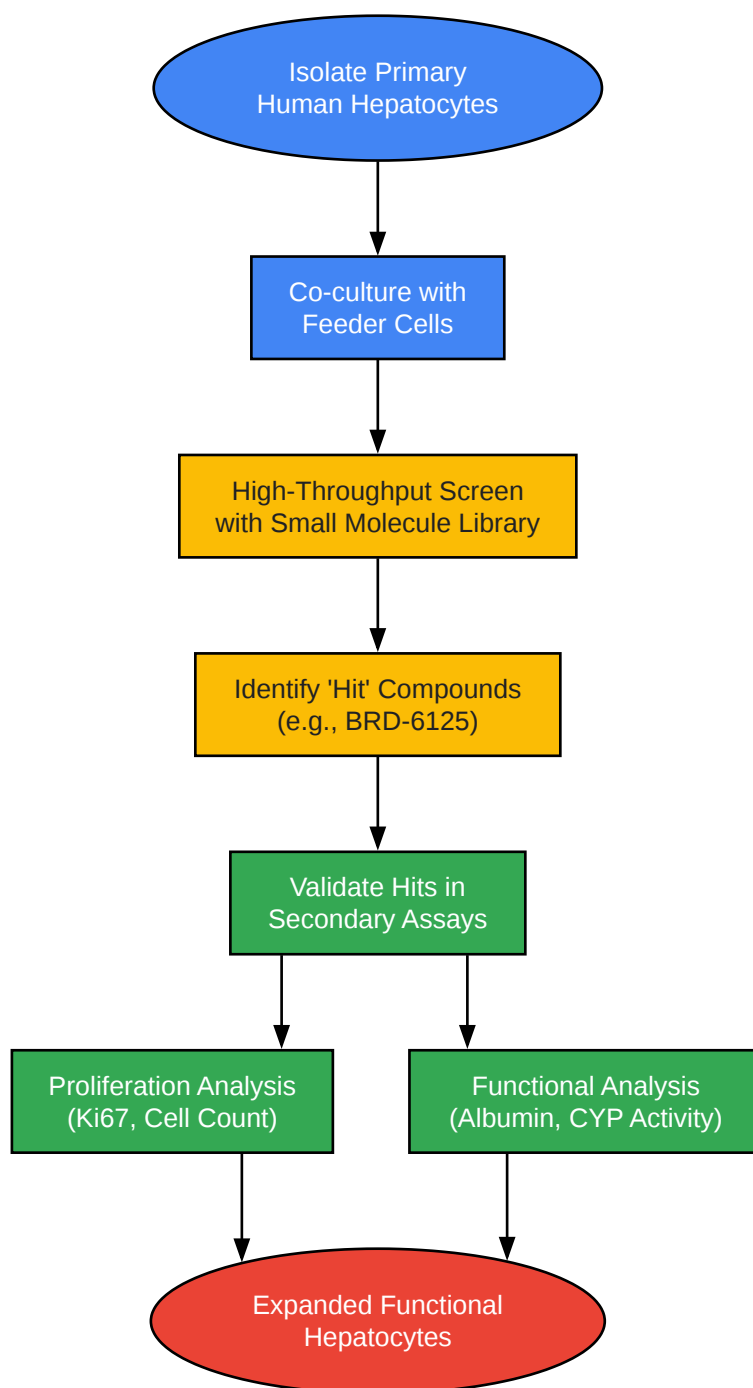 Isolate Primary
Human Hepatocytes
Co-culture with
Feeder Cells
High-Throughput Screen
with Small Molecule Library
Identify 'Hit' Compounds
(e.g., BRD-6125)
Validate Hits in
Secondary Assays
Proliferation Analysis
(Ki67, Cell Count)
Functional Analysis
(Albumin, CYP Activity)
Expanded Functional
Hepatocytes